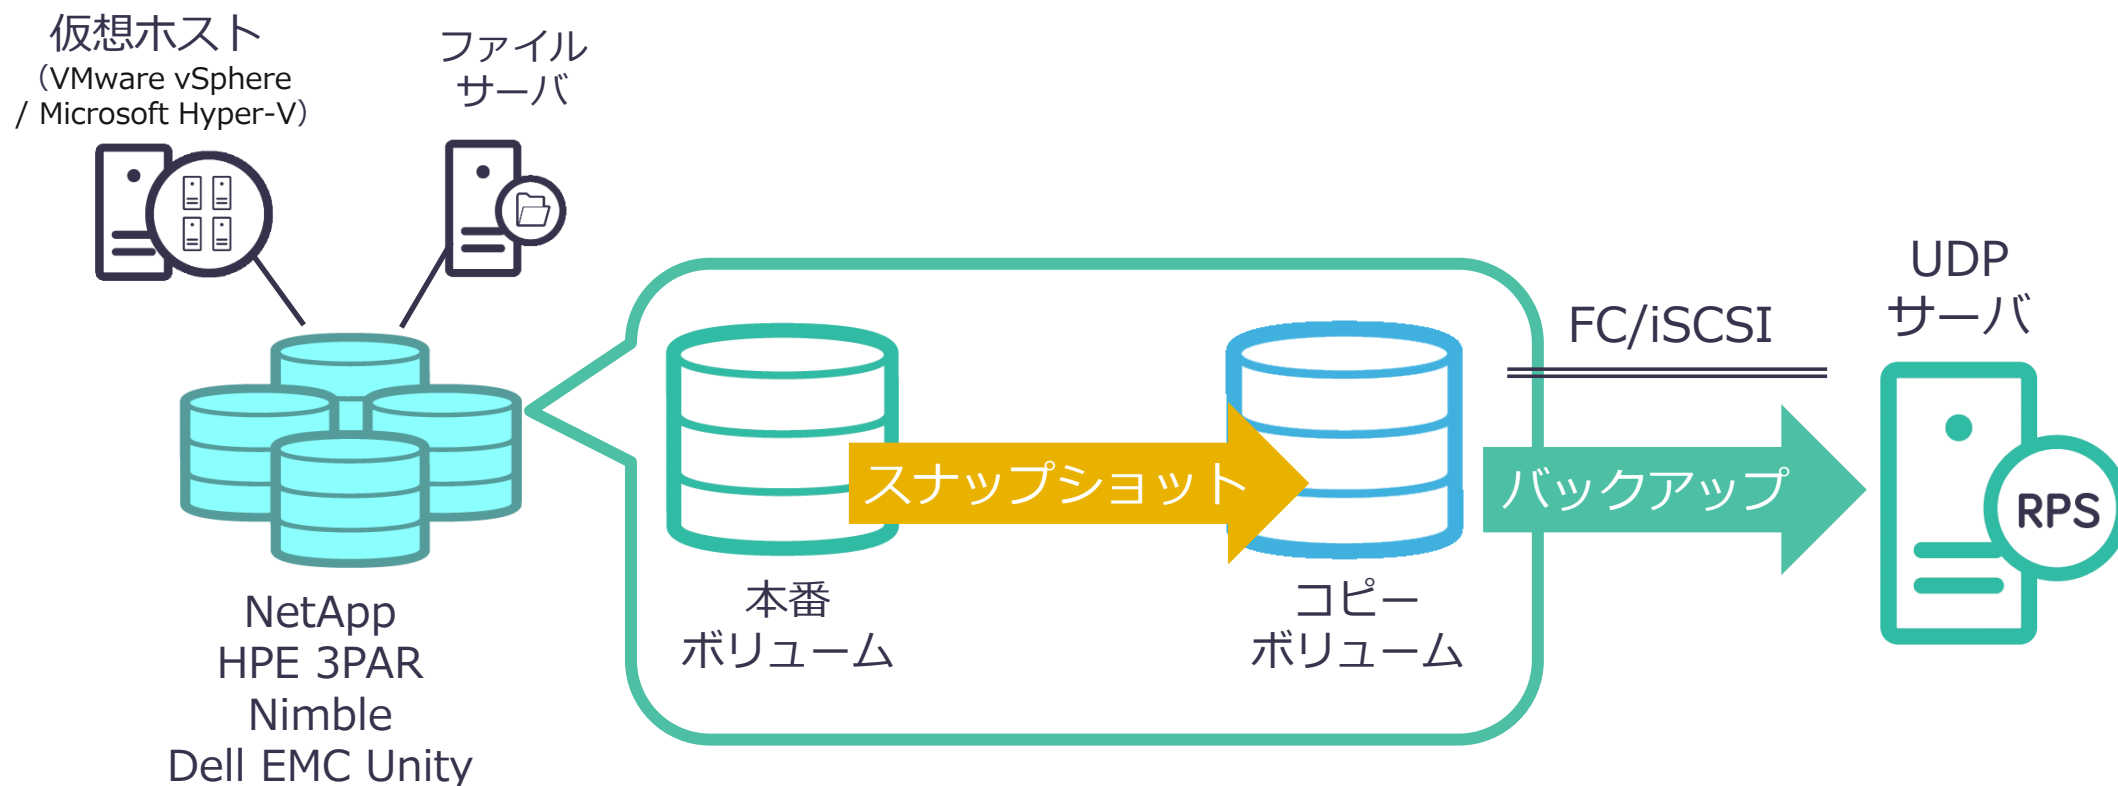 仮想ホスト
（VMware vSphere
/ Microsoft Hyper-V）
ファイル
サーバ
NetApp
HPE 3PAR
Nimble
Dell EMC Unity
本番
ボリューム
スナップショット
コピー
ボリューム
FC/iSCSI
バックアップ
UDP
サーバ
RPS